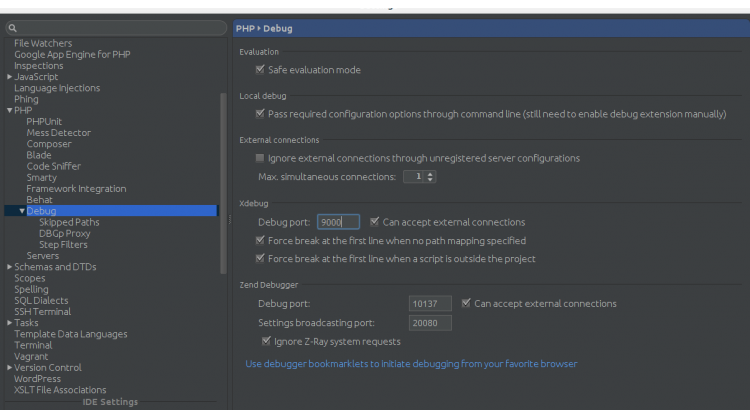 File Watchers
Google App Engine for PHP
Inspections
JavaScript
Language Injections
Phing
PHP
PHPUnit
Mess Detector
Composer
Blade
Code Sniffer
Smarty
Framework Integration
Behat
Debug
Skipped Paths
DBGp Proxy
Step Filters
Servers
Schemas and DTDs
Scopes
Spelling
SQL Dialects
SSH Terminal
Tasks
Template Data Languages
Terminal
Vagrant
Version Control
WordPress
XSLT File Associations
IDE Settings
PHP › Debug
Evaluation
Safe evaluation mode
Local debug
Pass required configuration options through command line (still need to enable debug extension manually)
External connections
Ignore external connections through unregistered server configurations
Max. simultaneous connections: 1
Xdebug
Debug port: 9000 Can accept external connections
Force break at the first line when no path mapping specified
Force break at the first line when a script is outside the project
Zend Debugger
Debug port: 10137 Can accept external connections
Settings broadcasting port: 20080
Ignore Z-Ray system requests
Use debugger bookmarklets to initiate debugging from your favorite browser